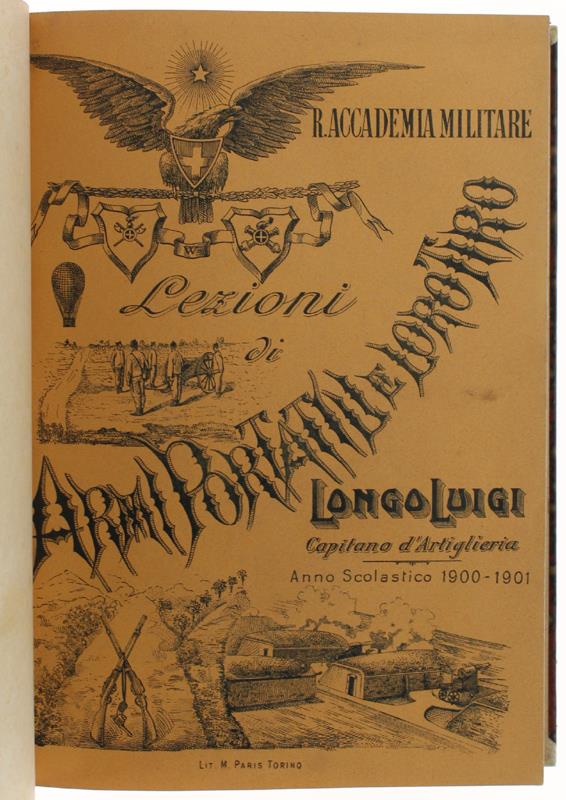 R. ACCADEMIA MILITARE
W
Lezioni
di
ARMI PORTATILI E LORO TIRO
LONGO LUIGI
Capitano d'Artiglieria
Anno Scolastico 1900-1901
LIT. M. PARIS TORINO